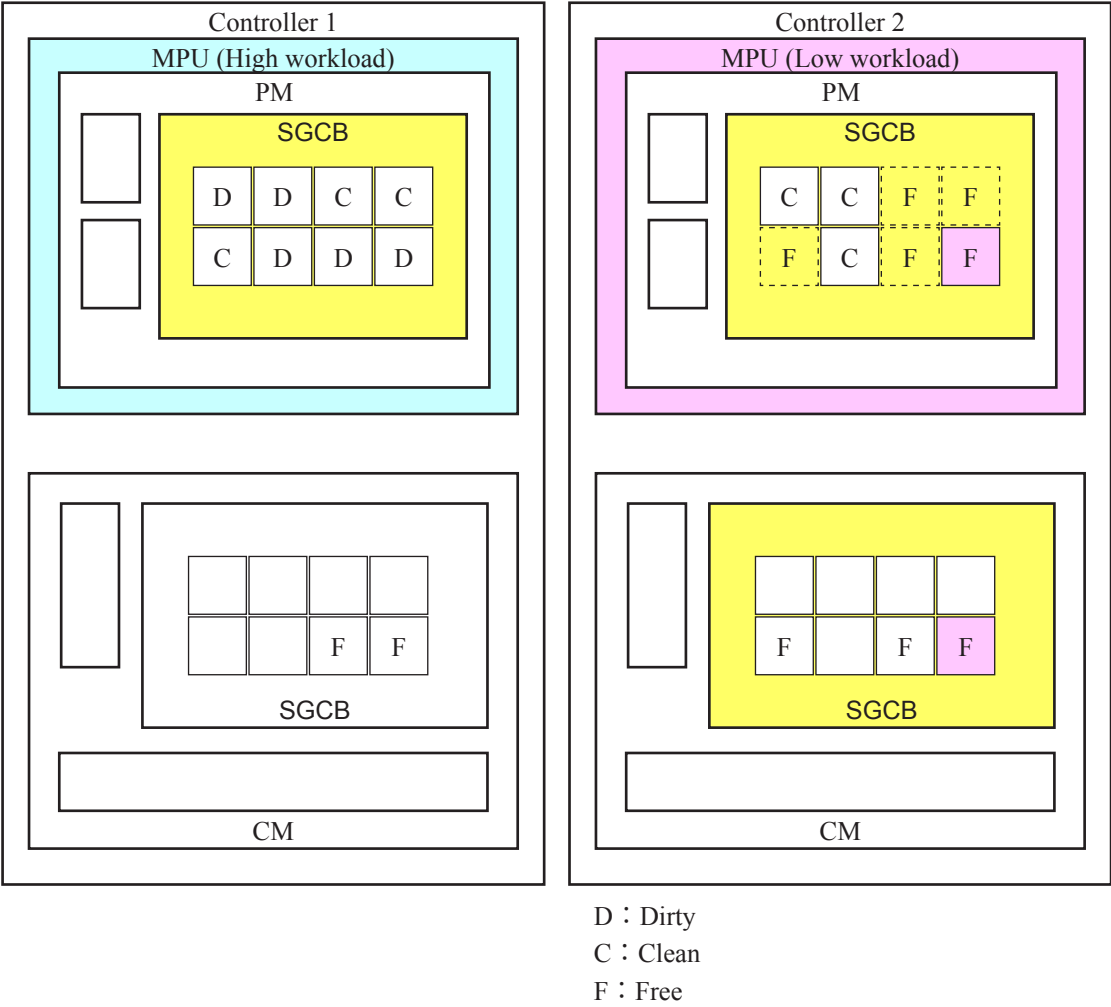 Controller 1
MPU (High workload)
PM
SGCB
D D C C
C D D D
F F
SGCB
CM
Controller 2
MPU (Low workload)
PM
SGCB
C C F F
F C F F
F F F
SGCB
CM
D：Dirty
C：Clean
F：Free